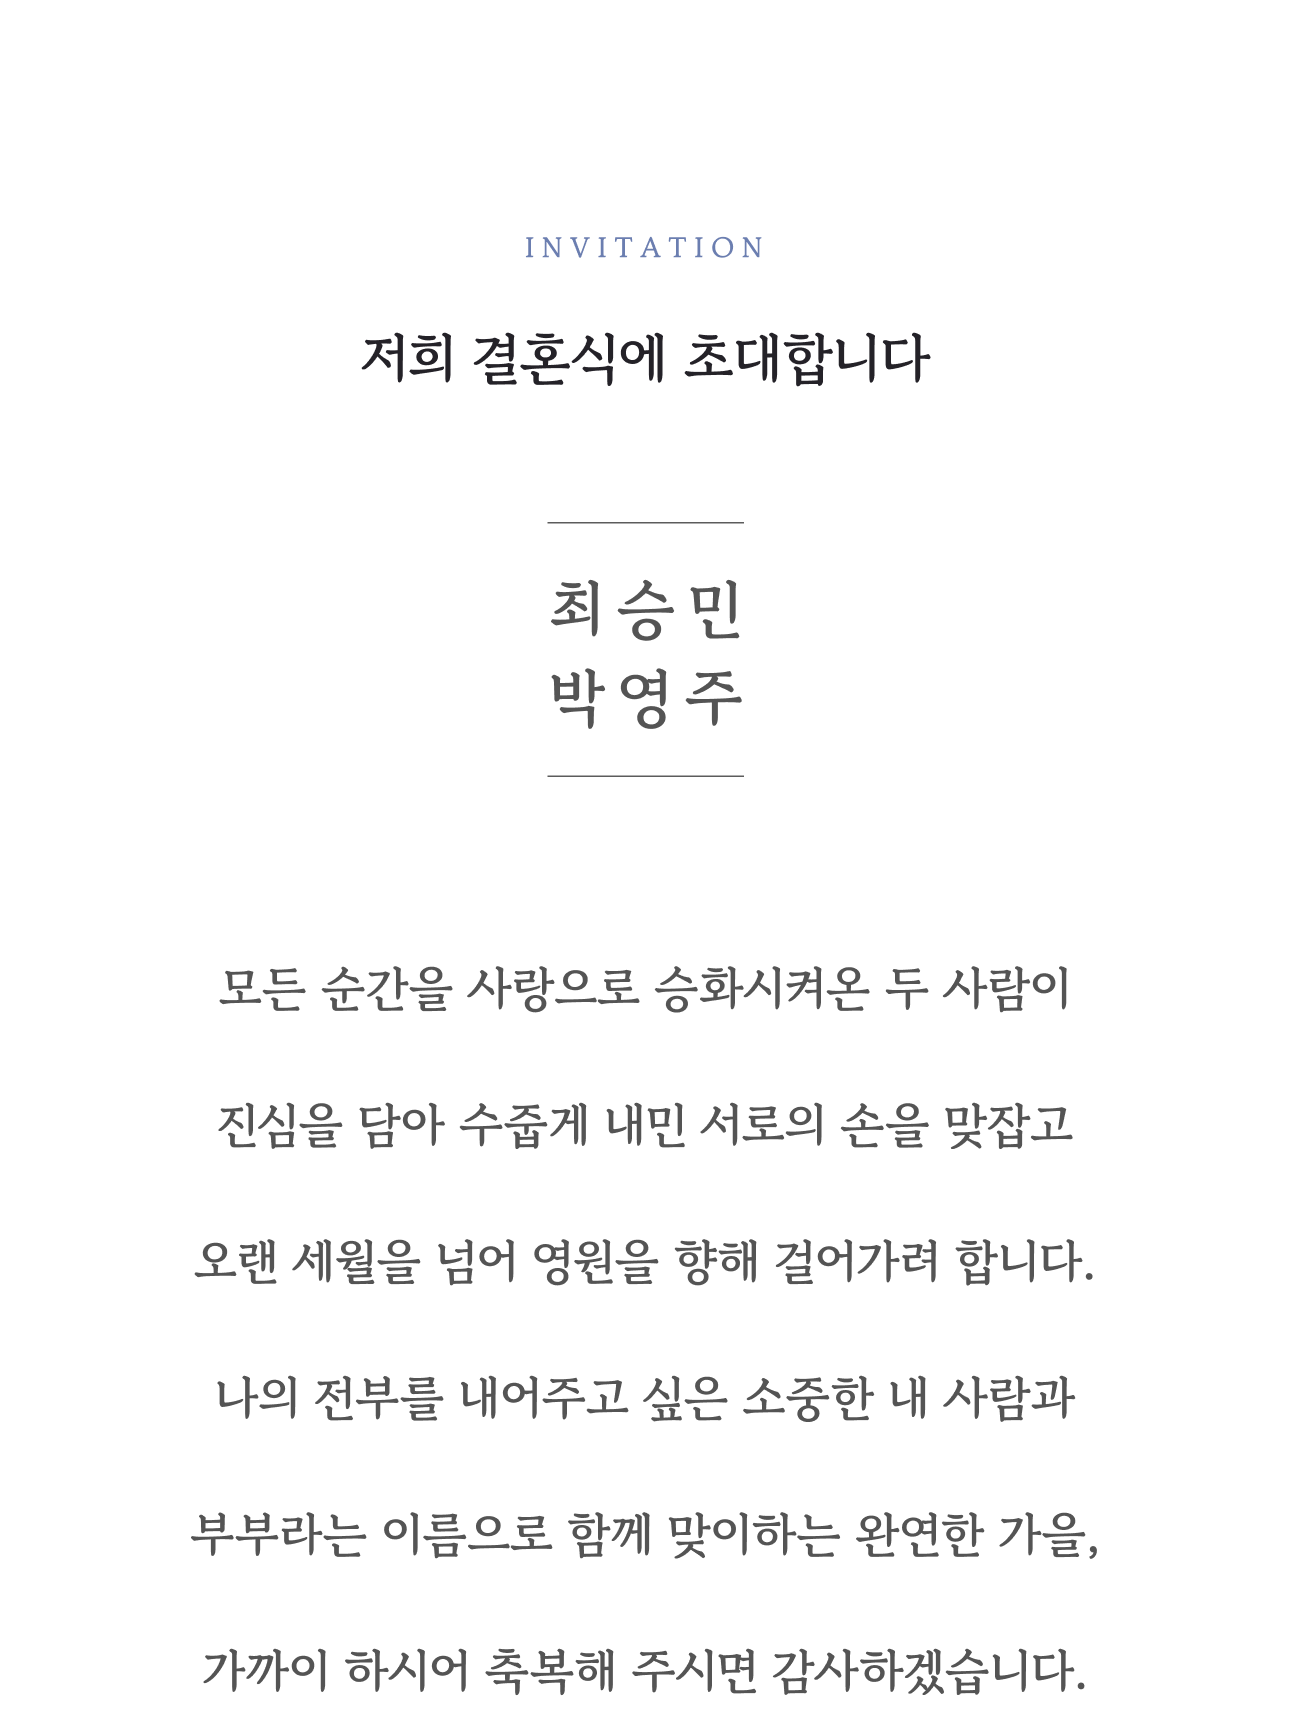 INVITATION
저희 결혼식에 초대합니다
최승민
박영주
모든 순간을 사랑으로 승화시켜온 두 사람이
진심을 담아 수줍게 내민 서로의 손을 맞잡고
오랜 세월을 넘어 영원을 향해 걸어가려 합니다.
나의 전부를 내어주고 싶은 소중한 내 사람과
부부라는 이름으로 함께 맞이하는 완연한 가을,
가까이 하시어 축복해 주시면 감사하겠습니다.